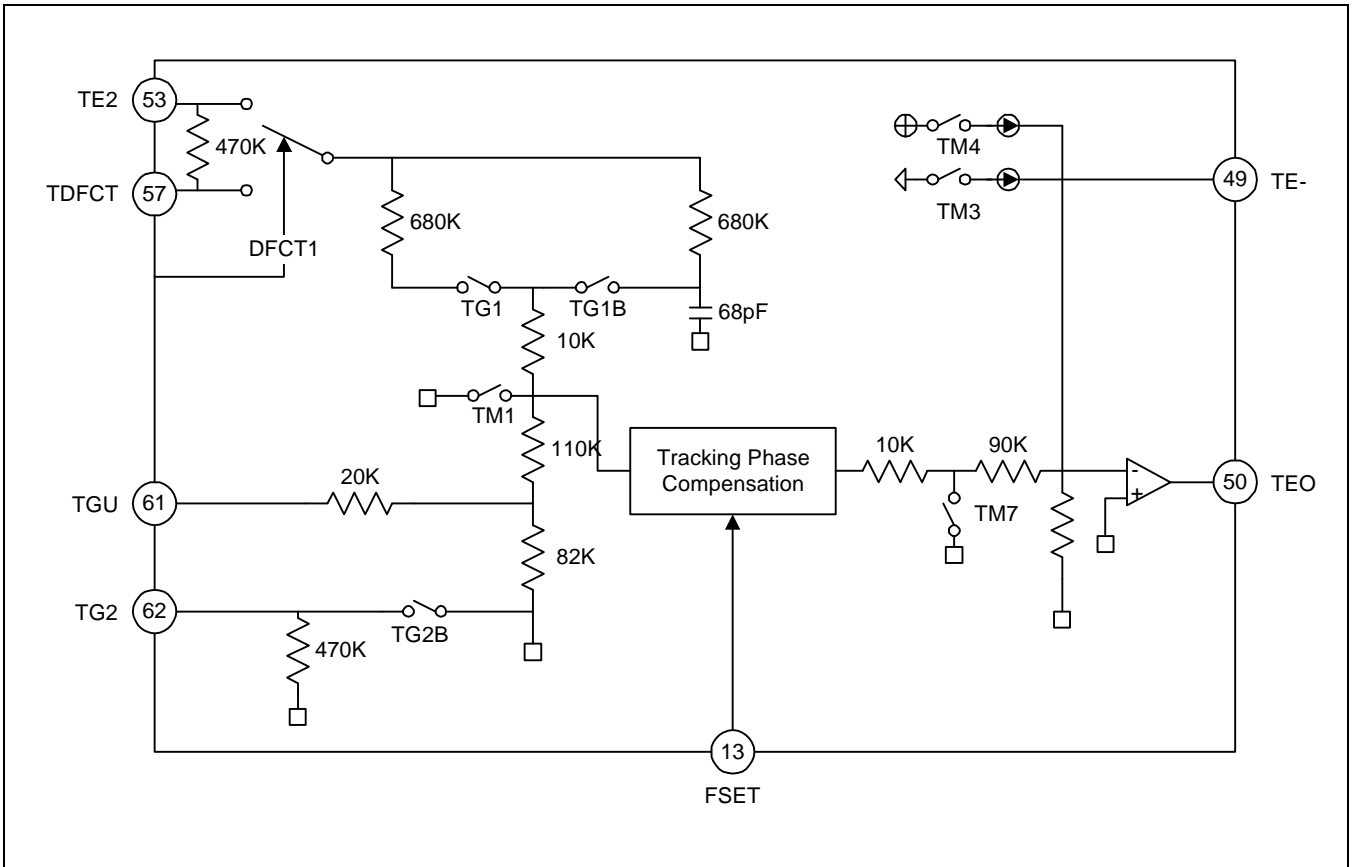 TE2
53
470K
TDFCT
57
DFCT1
680K
680K
TG1
TG1B
68pF
10K
TM4
TM3
49
TE-
TM1
110K
Tracking Phase
Compensation
10K
90K
TM7
-
+
50
TEO
TGU
61
20K
82K
TG2
62
TG2B
470K
13
FSET